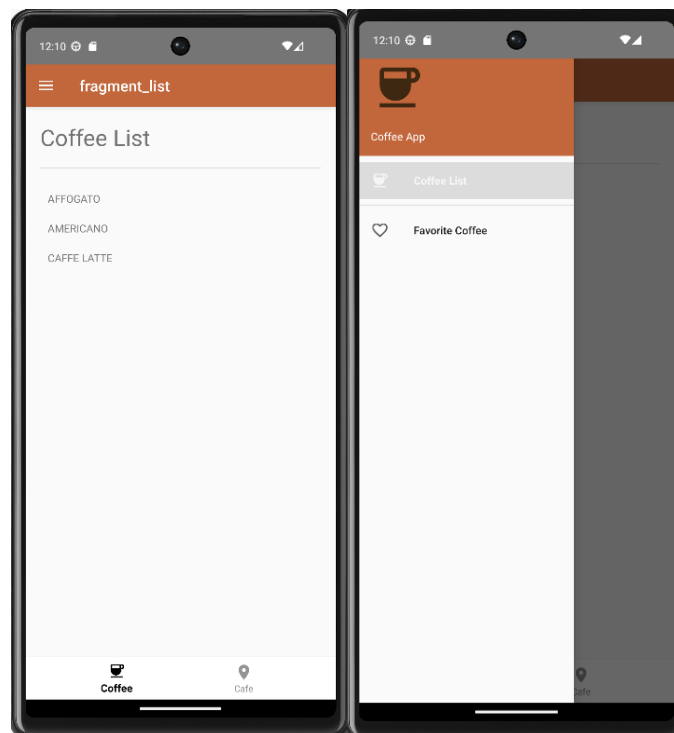 12:10
fragment_list
Coffee List
AFFOGATO
AMERICANO
CAFFE LATTE
Coffee
Cafe
12:10
Coffee App
Coffee List
Favorite Coffee
Cafe